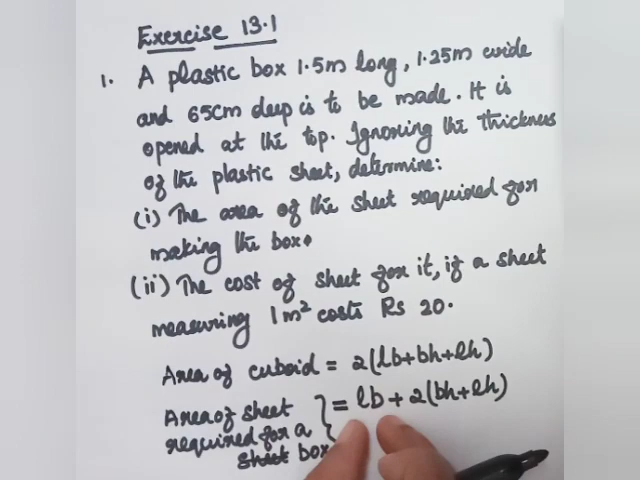 Exercise 13.1
1. A plastic box 1.5m long, 1.25m wide
and 65cm deep is to be made. It is
opened at the top. Ignoring the thickness
of the plastic sheet, determine:
(i) The area of the sheet required for
making the box.
(ii) The cost of sheet for it, if a sheet
measuring 1m² costs Rs 20.
Area of cuboid = 2(lb+bh+lh)
Area of sheet
required for a
box } = lb + 2(bh+lh)